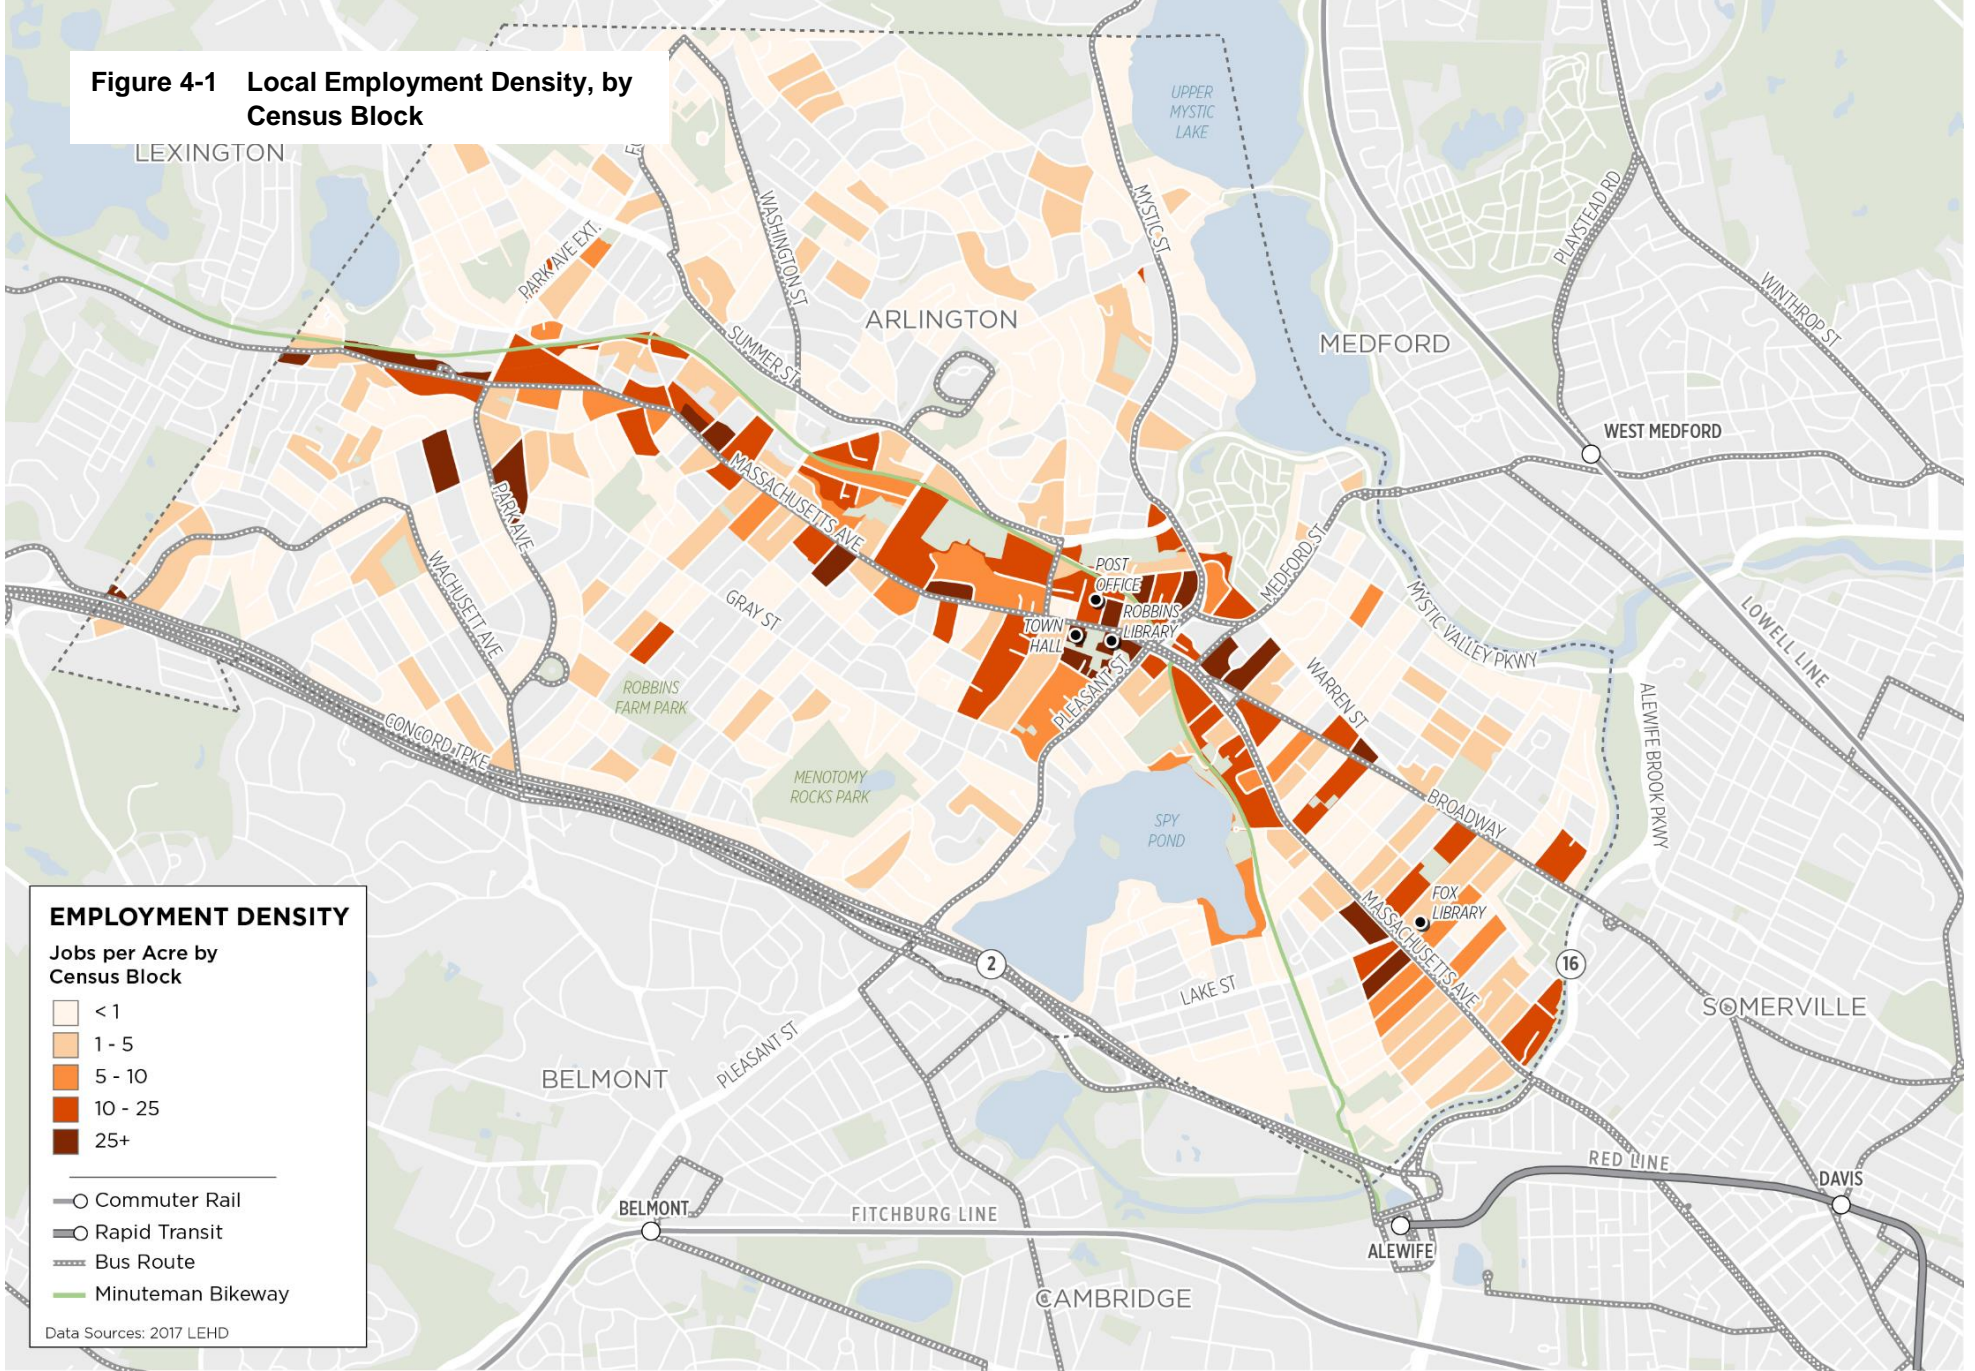 Figure 4-1 Local Employment Density, by
Census Block
LEXINGTON
UPPER
MYSTIC
LAKE
PLAYSTEAD RD
WASHINGTON ST
MYSTIC ST
PARK AVE EXT.
WINTHROP ST
ARLINGTON
MEDFORD
SUMMER ST
WEST MEDFORD
MASSACHUSETTS AVE
PARK AVE
WACHUSETT AVE
GRAY ST
POST
OFFICE
MEDFORD ST
ROBBINS
LIBRARY
TOWN
HALL
MYSTIC VALLEY PKWY
LOWELL LINE
PLEASANT ST
WARREN ST
ROBBINS
FARM PARK
ALEWIFE BROOK PKWY
CONCORD TPKE
MENOTOMY
ROCKS PARK
SPY
POND
BROADWAY
FOX
LIBRARY
MASSACHUSETTS AVE
2
16
LAKE ST
SOMERVILLE
PLEASANT ST
BELMONT
RED LINE
DAVIS
BELMONT
FITCHBURG LINE
ALEWIFE
CAMBRIDGE
EMPLOYMENT DENSITY
Jobs per Acre by
Census Block
< 1
1 - 5
5 - 10
10 - 25
25+
Commuter Rail
Rapid Transit
Bus Route
Minuteman Bikeway
Data Sources: 2017 LEHD